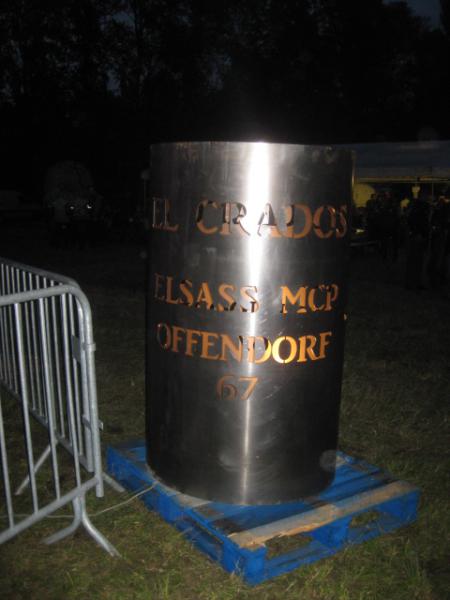 EL CRADOS
ELSASS MCP
OFFENDORF
67